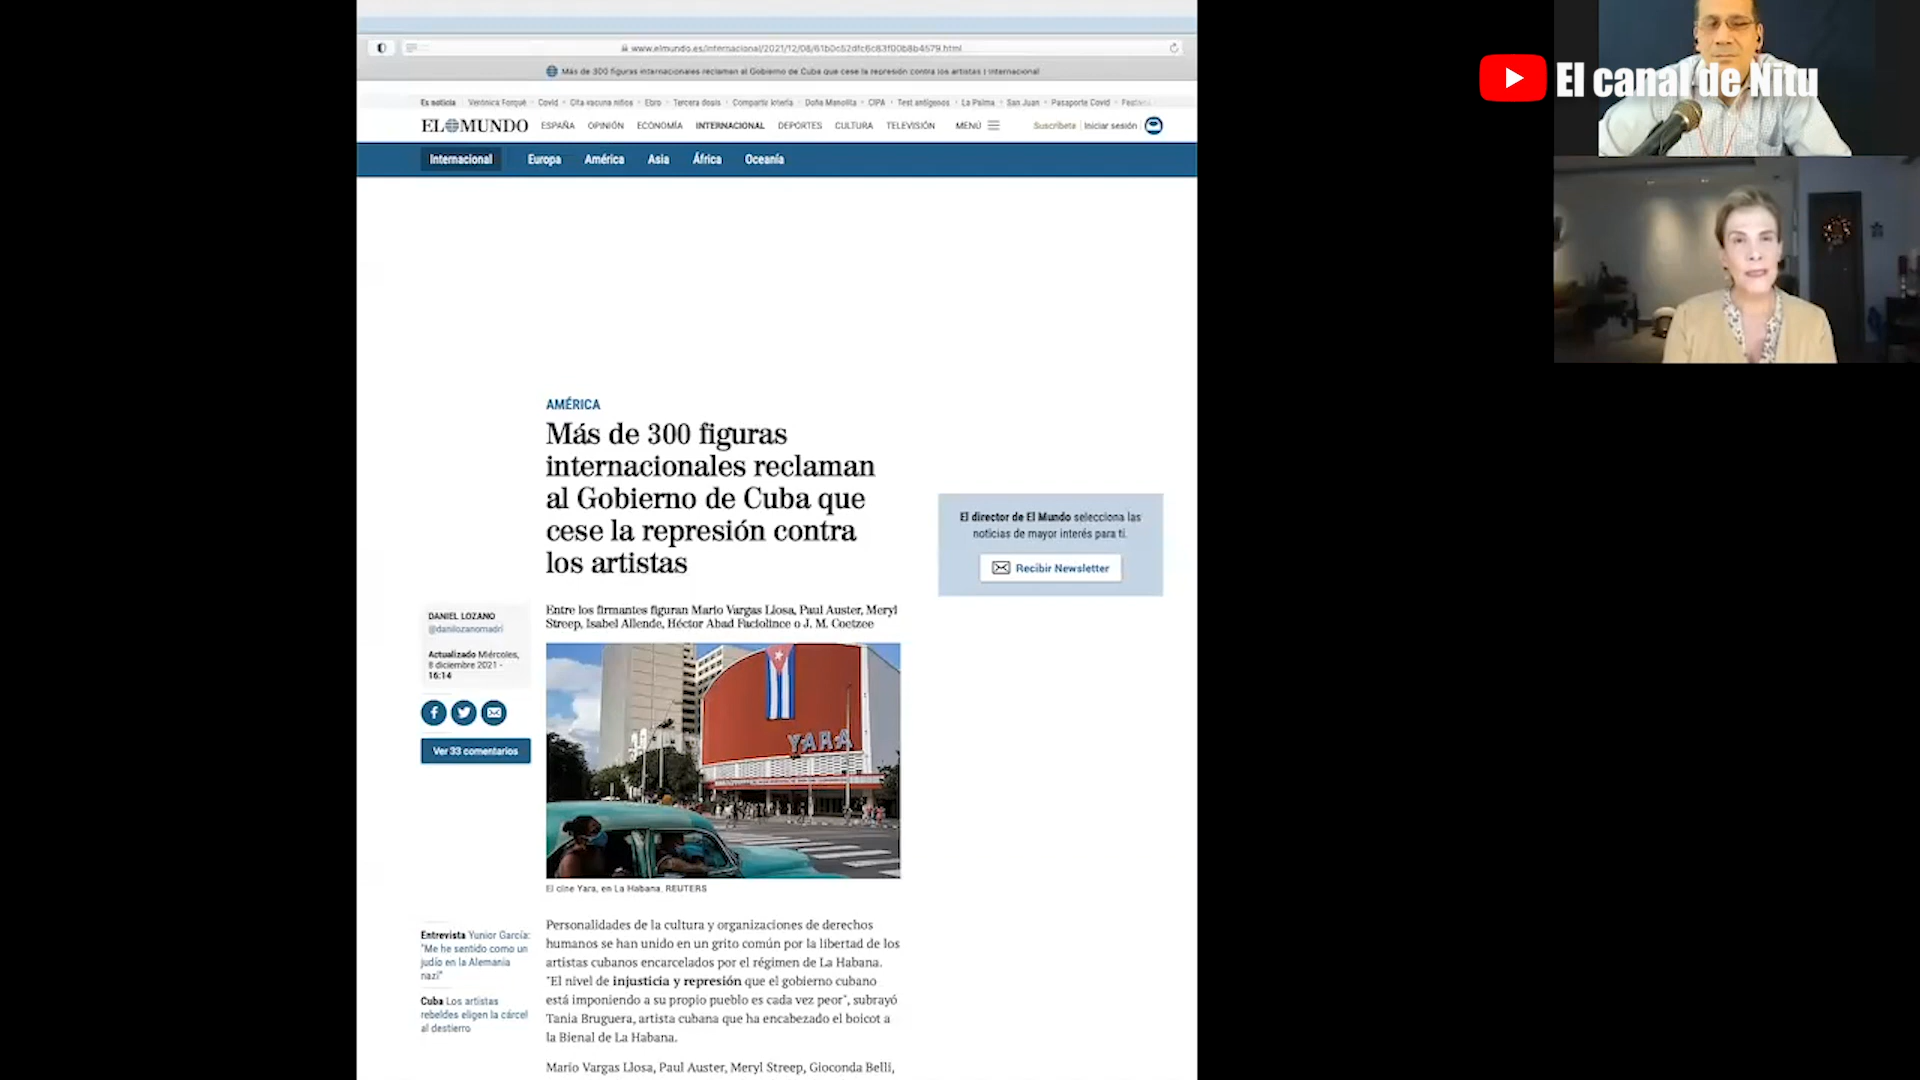 www.elmundo.es/internacional/2021/12/08/61b0c52dfc6c83f00b8b4579.html
Más de 300 figuras internacionales reclaman al Gobierno de Cuba que cese la represión contra los artistas | Internacional
Es noticia Verónica Forqué Covid Cita vacuna niños Ebro Tercera dosis Compartir lotería Doña Manolita CIPA Test antígenos La Palma San Juan Pasaporte Covid
EL MUNDO ESPAÑA OPINIÓN ECONOMÍA INTERNACIONAL DEPORTES CULTURA TELEVISIÓN MENÚ Suscríbete Iniciar sesión
Internacional Europa América Asia África Oceanía
El canal de Nitu
AMÉRICA
Más de 300 figuras
internacionales reclaman
al Gobierno de Cuba que
cese la represión contra
los artistas
El director de El Mundo selecciona las
noticias de mayor interés para ti.
Recibir Newsletter
Entre los firmantes figuran Mario Vargas Llosa, Paul Auster, Meryl
Streep, Isabel Allende, Héctor Abad Faciolince o J. M. Coetzee
DANIEL LOZANO
@danilozanomadri
Actualizado Miércoles,
8 diciembre 2021 -
16:14
Ver 33 comentarios
YARA
El cine Yara, en La Habana. REUTERS
Entrevista Yunior García:
"Me he sentido como un
judío en la Alemania
nazi"
Cuba Los artistas
rebeldes eligen la cárcel
al destierro
Personalidades de la cultura y organizaciones de derechos
humanos se han unido en un grito común por la libertad de los
artistas cubanos encarcelados por el régimen de La Habana.
"El nivel de injusticia y represión que el gobierno cubano
está imponiendo a su propio pueblo es cada vez peor", subrayó
Tania Bruguera, artista cubana que ha encabezado el boicot a
la Bienal de La Habana.
Mario Vargas Llosa, Paul Auster, Meryl Streep, Gioconda Belli,